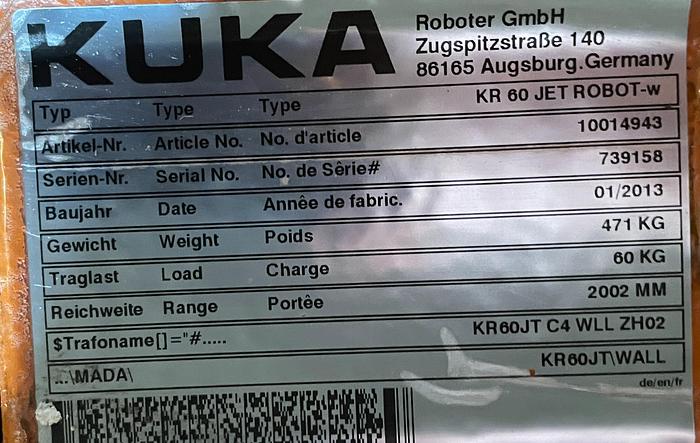 KUKA
Roboter GmbH
Zugspitzstraße 140
86165 Augsburg.Germany
Typ Type Type KR 60 JET ROBOT-w
Artikel-Nr. Article No. No. d'article 10014943
Serien-Nr. Serial No. No. de Sêrie# 739158
Baujahr Date Annêe de fabric. 01/2013
Gewicht Weight Poids 471 KG
Traglast Load Charge 60 KG
Reichweite Range Portêe 2002 MM
$Trafoname[]="#..... KR60JT C4 WLL ZH02
...\MADA\ KR60JT\WALL
de/en/fr